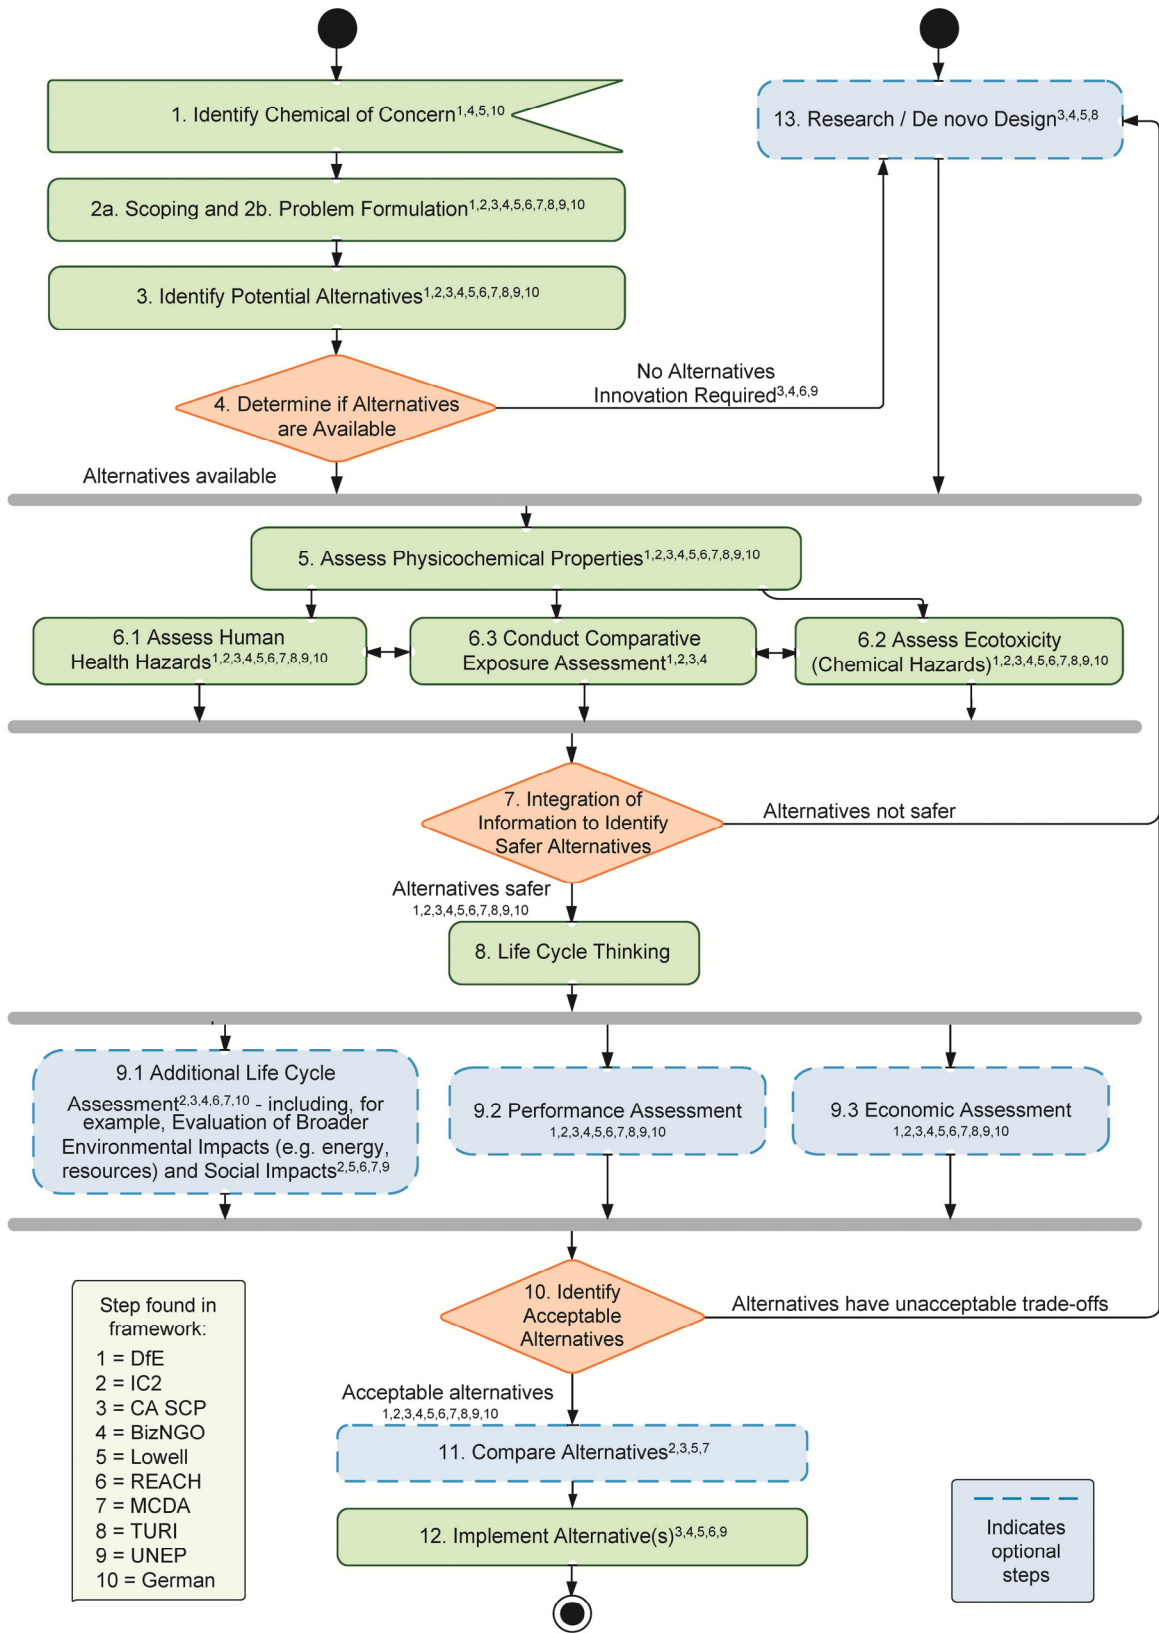 1. Identify Chemical of Concern1,4,5,10
13. Research / De novo Design3,4,5,8
2a. Scoping and 2b. Problem Formulation1,2,3,4,5,6,7,8,9,10
3. Identify Potential Alternatives1,2,3,4,5,6,7,8,9,10
4. Determine if Alternatives
are Available
No Alternatives
Innovation Required3,4,6,9
Alternatives available
5. Assess Physicochemical Properties1,2,3,4,5,6,7,8,9,10
6.1 Assess Human
Health Hazards1,2,3,4,5,6,7,8,9,10
6.3 Conduct Comparative
Exposure Assessment1,2,3,4
6.2 Assess Ecotoxicity
(Chemical Hazards)1,2,3,4,5,6,7,8,9,10
7. Integration of
Information to Identify
Safer Alternatives
Alternatives not safer
Alternatives safer
1,2,3,4,5,6,7,8,9,10
8. Life Cycle Thinking
9.1 Additional Life Cycle
Assessment2,3,4,6,7,10 - including, for
example, Evaluation of Broader
Environmental Impacts (e.g. energy,
resources) and Social Impacts2,5,6,7,9
9.2 Performance Assessment
1,2,3,4,5,6,7,8,9,10
9.3 Economic Assessment
1,2,3,4,5,6,7,8,9,10
10. Identify
Acceptable
Alternatives
Alternatives have unacceptable trade-offs
Acceptable alternatives
1,2,3,4,5,6,7,8,9,10
11. Compare Alternatives2,3,5,7
12. Implement Alternative(s)3,4,5,6,9
Step found in
framework:
1 = DfE
2 = IC2
3 = CA SCP
4 = BizNGO
5 = Lowell
6 = REACH
7 = MCDA
8 = TURI
9 = UNEP
10 = German
Indicates
optional
steps